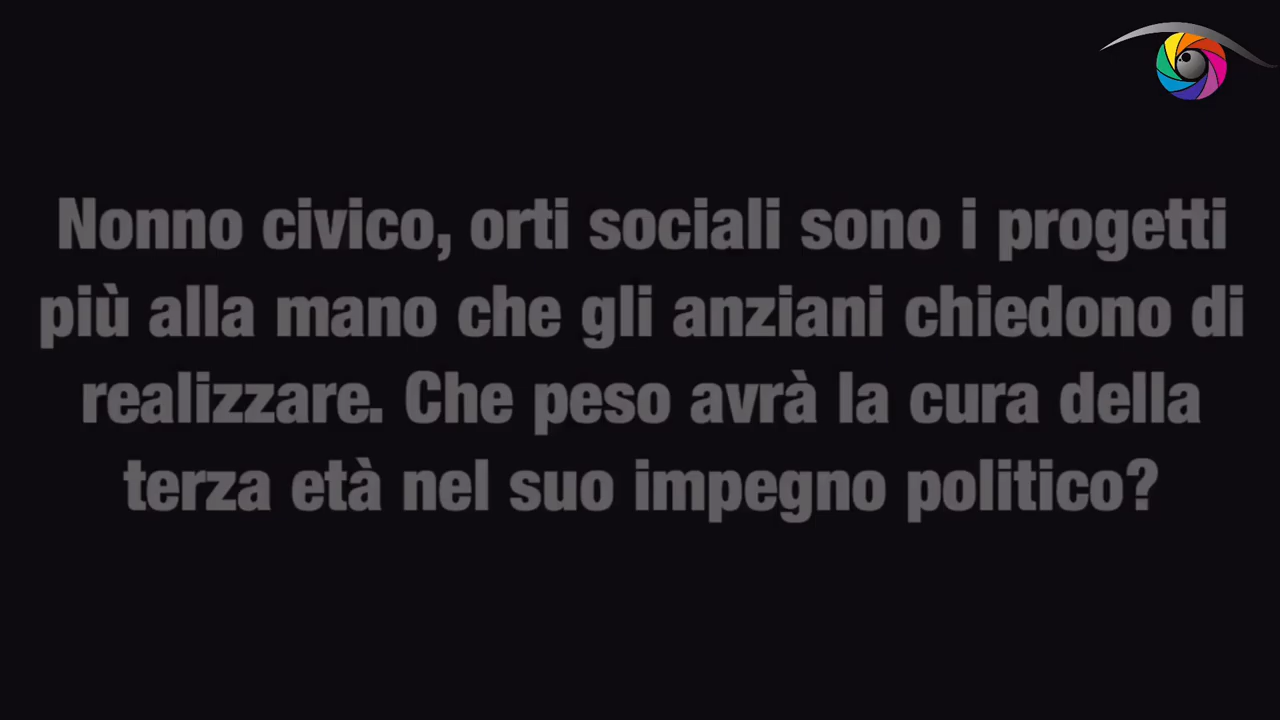 Nonno civico, orti sociali sono i progetti
più alla mano che gli anziani chiedono di
realizzare. Che peso avrà la cura della
terza età nel suo impegno politico?